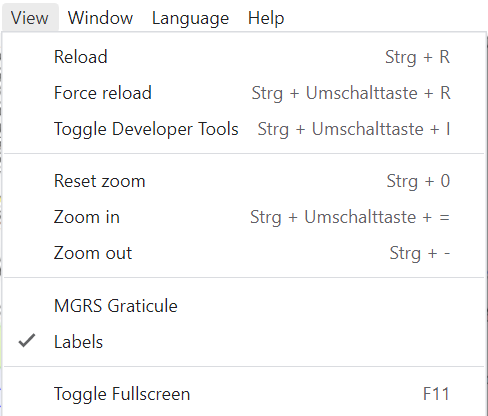 View Window Language Help
Reload Strg + R
Force reload Strg + Umschalttaste + R
Toggle Developer Tools Strg + Umschalttaste + I
Reset zoom Strg + 0
Zoom in Strg + Umschalttaste + =
Zoom out Strg + -
MGRS Graticule
Labels
Toggle Fullscreen F11